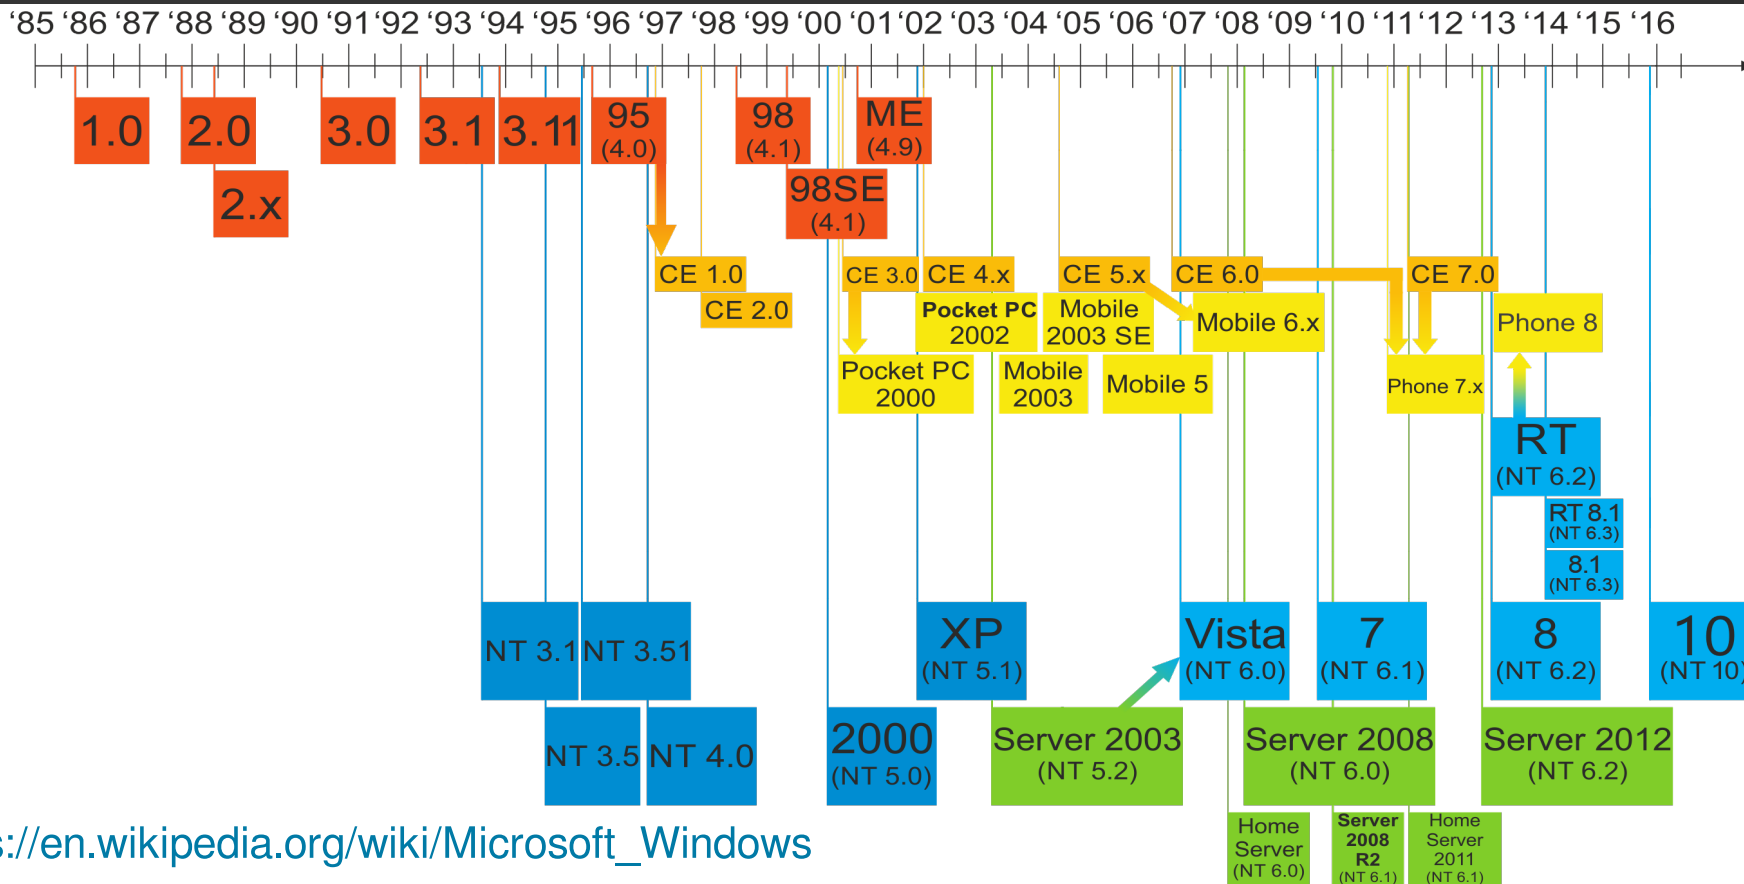 ‘85 ‘86 ‘87 ‘88 ‘89 ‘90 ‘91 ‘92 ‘93 ‘94 ‘95 ‘96 ‘97 ‘98 ‘99 ‘00 ‘01 ‘02 ‘03 ‘04 ‘05 ‘06 ‘07 ‘08 ‘09 ‘10 ‘11 ‘12 ‘13 ‘14 ‘15 ‘16
1.0
2.0
2.x
3.0
3.1
3.11
95
(4.0)
98
(4.1)
98SE
(4.1)
ME
(4.9)
CE 1.0
CE 2.0
CE 3.0
CE 4.x
CE 5.x
CE 6.0
CE 7.0
Pocket PC
2002
Mobile
2003 SE
Mobile 6.x
Phone 8
Pocket PC
2000
Mobile
2003
Mobile 5
Phone 7.x
RT
(NT 6.2)
RT 8.1
(NT 6.3)
8.1
(NT 6.3)
NT 3.1
NT 3.51
XP
(NT 5.1)
Vista
(NT 6.0)
7
(NT 6.1)
8
(NT 6.2)
10
(NT 10)
NT 3.5
NT 4.0
2000
(NT 5.0)
Server 2003
(NT 5.2)
Server 2008
(NT 6.0)
Server 2012
(NT 6.2)
Home
Server
(NT 6.0)
Server
2008
R2
(NT 6.1)
Home
Server
2011
(NT 6.1)
s://en.wikipedia.org/wiki/Microsoft_Windows